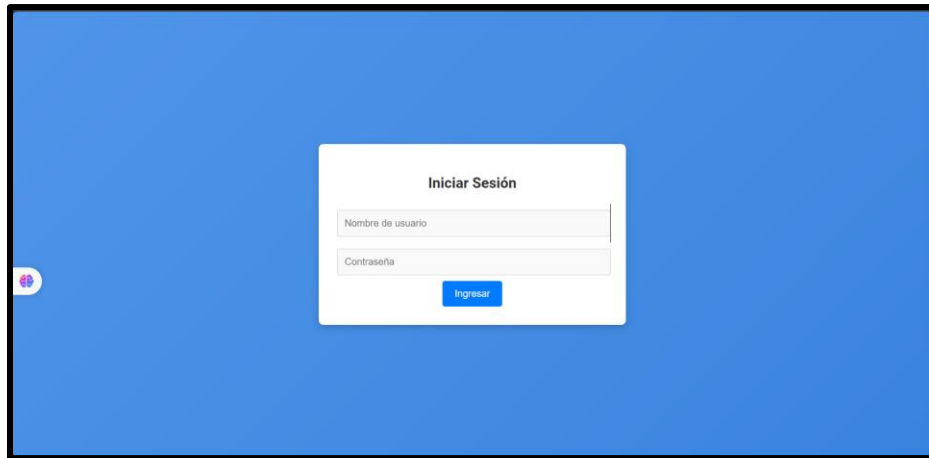 Iniciar Sesión
Nombre de usuario
Contraseña
Ingresar